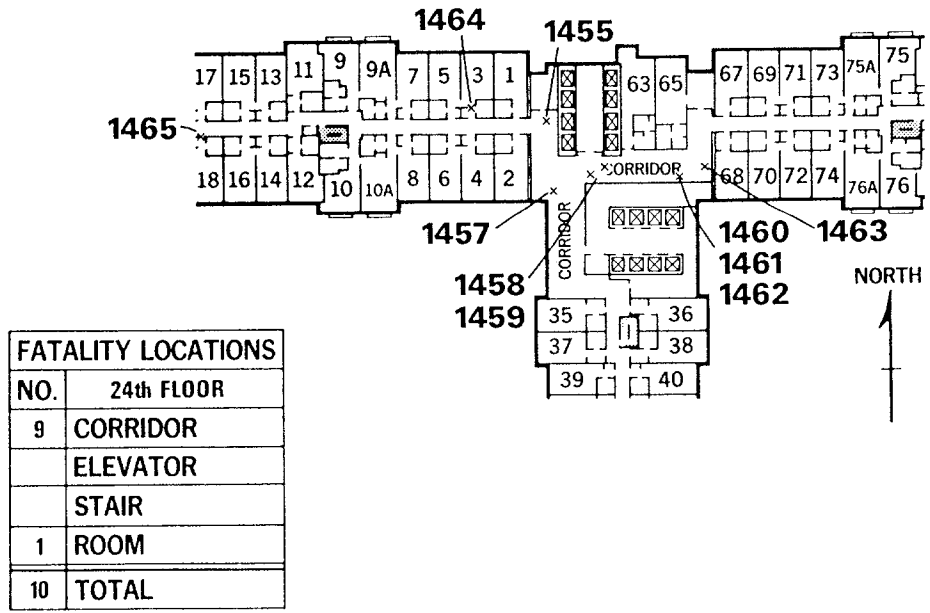 1464
1455
17 15 13 11 9 9A 7 5 3 1
63 65 67 69 71 73 75A 75
1465
18 16 14 12 10 10A 8 6 4 2
CORRIDOR
68 70 72 74 76A 76
1457
CORRIDOR
1460
1463
1461
1458
1462
1459
NORTH
35 36
37 38
39 40
FATALITY LOCATIONS
NO. 24th FLOOR
9 CORRIDOR
ELEVATOR
STAIR
1 ROOM
10 TOTAL